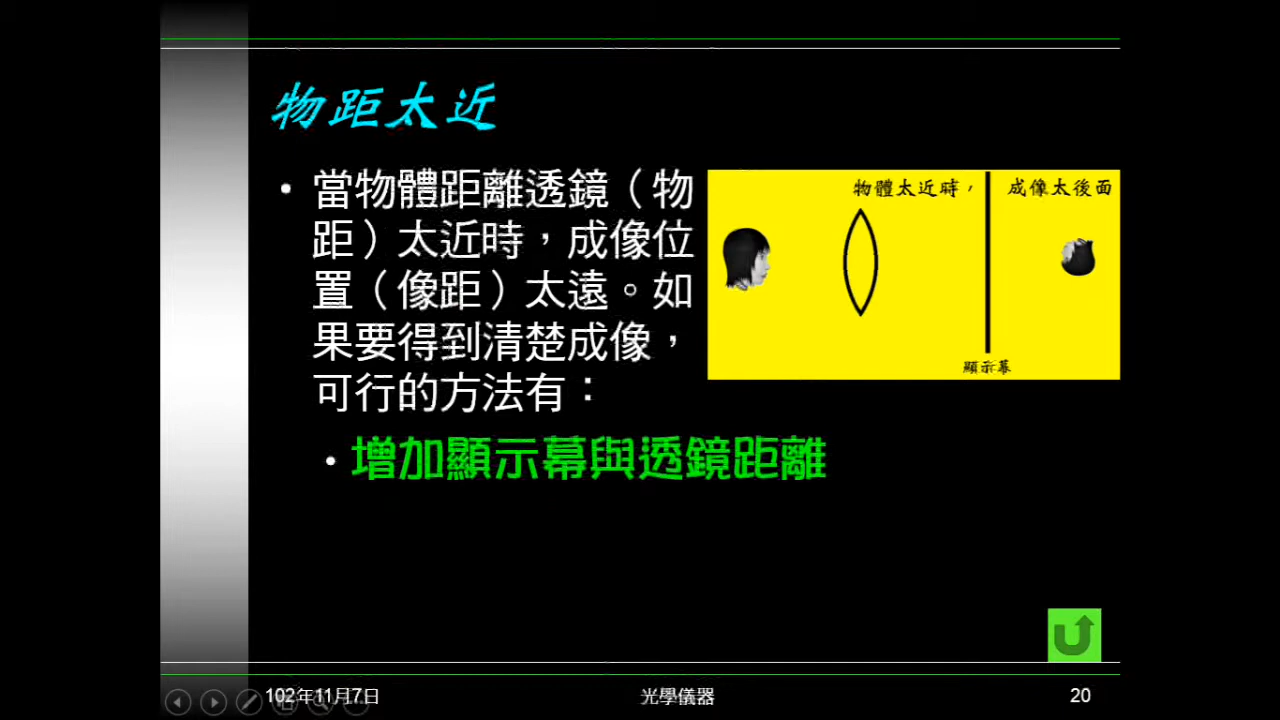 物距太近
•當物體距離透鏡（物
距）太近時，成像位
置（像距）太遠。如
果要得到清楚成像，
可行的方法有：
•增加顯示幕與透鏡距離
物體太近時，
成像太後面
顯示幕
102年11月7日
光學儀器
20